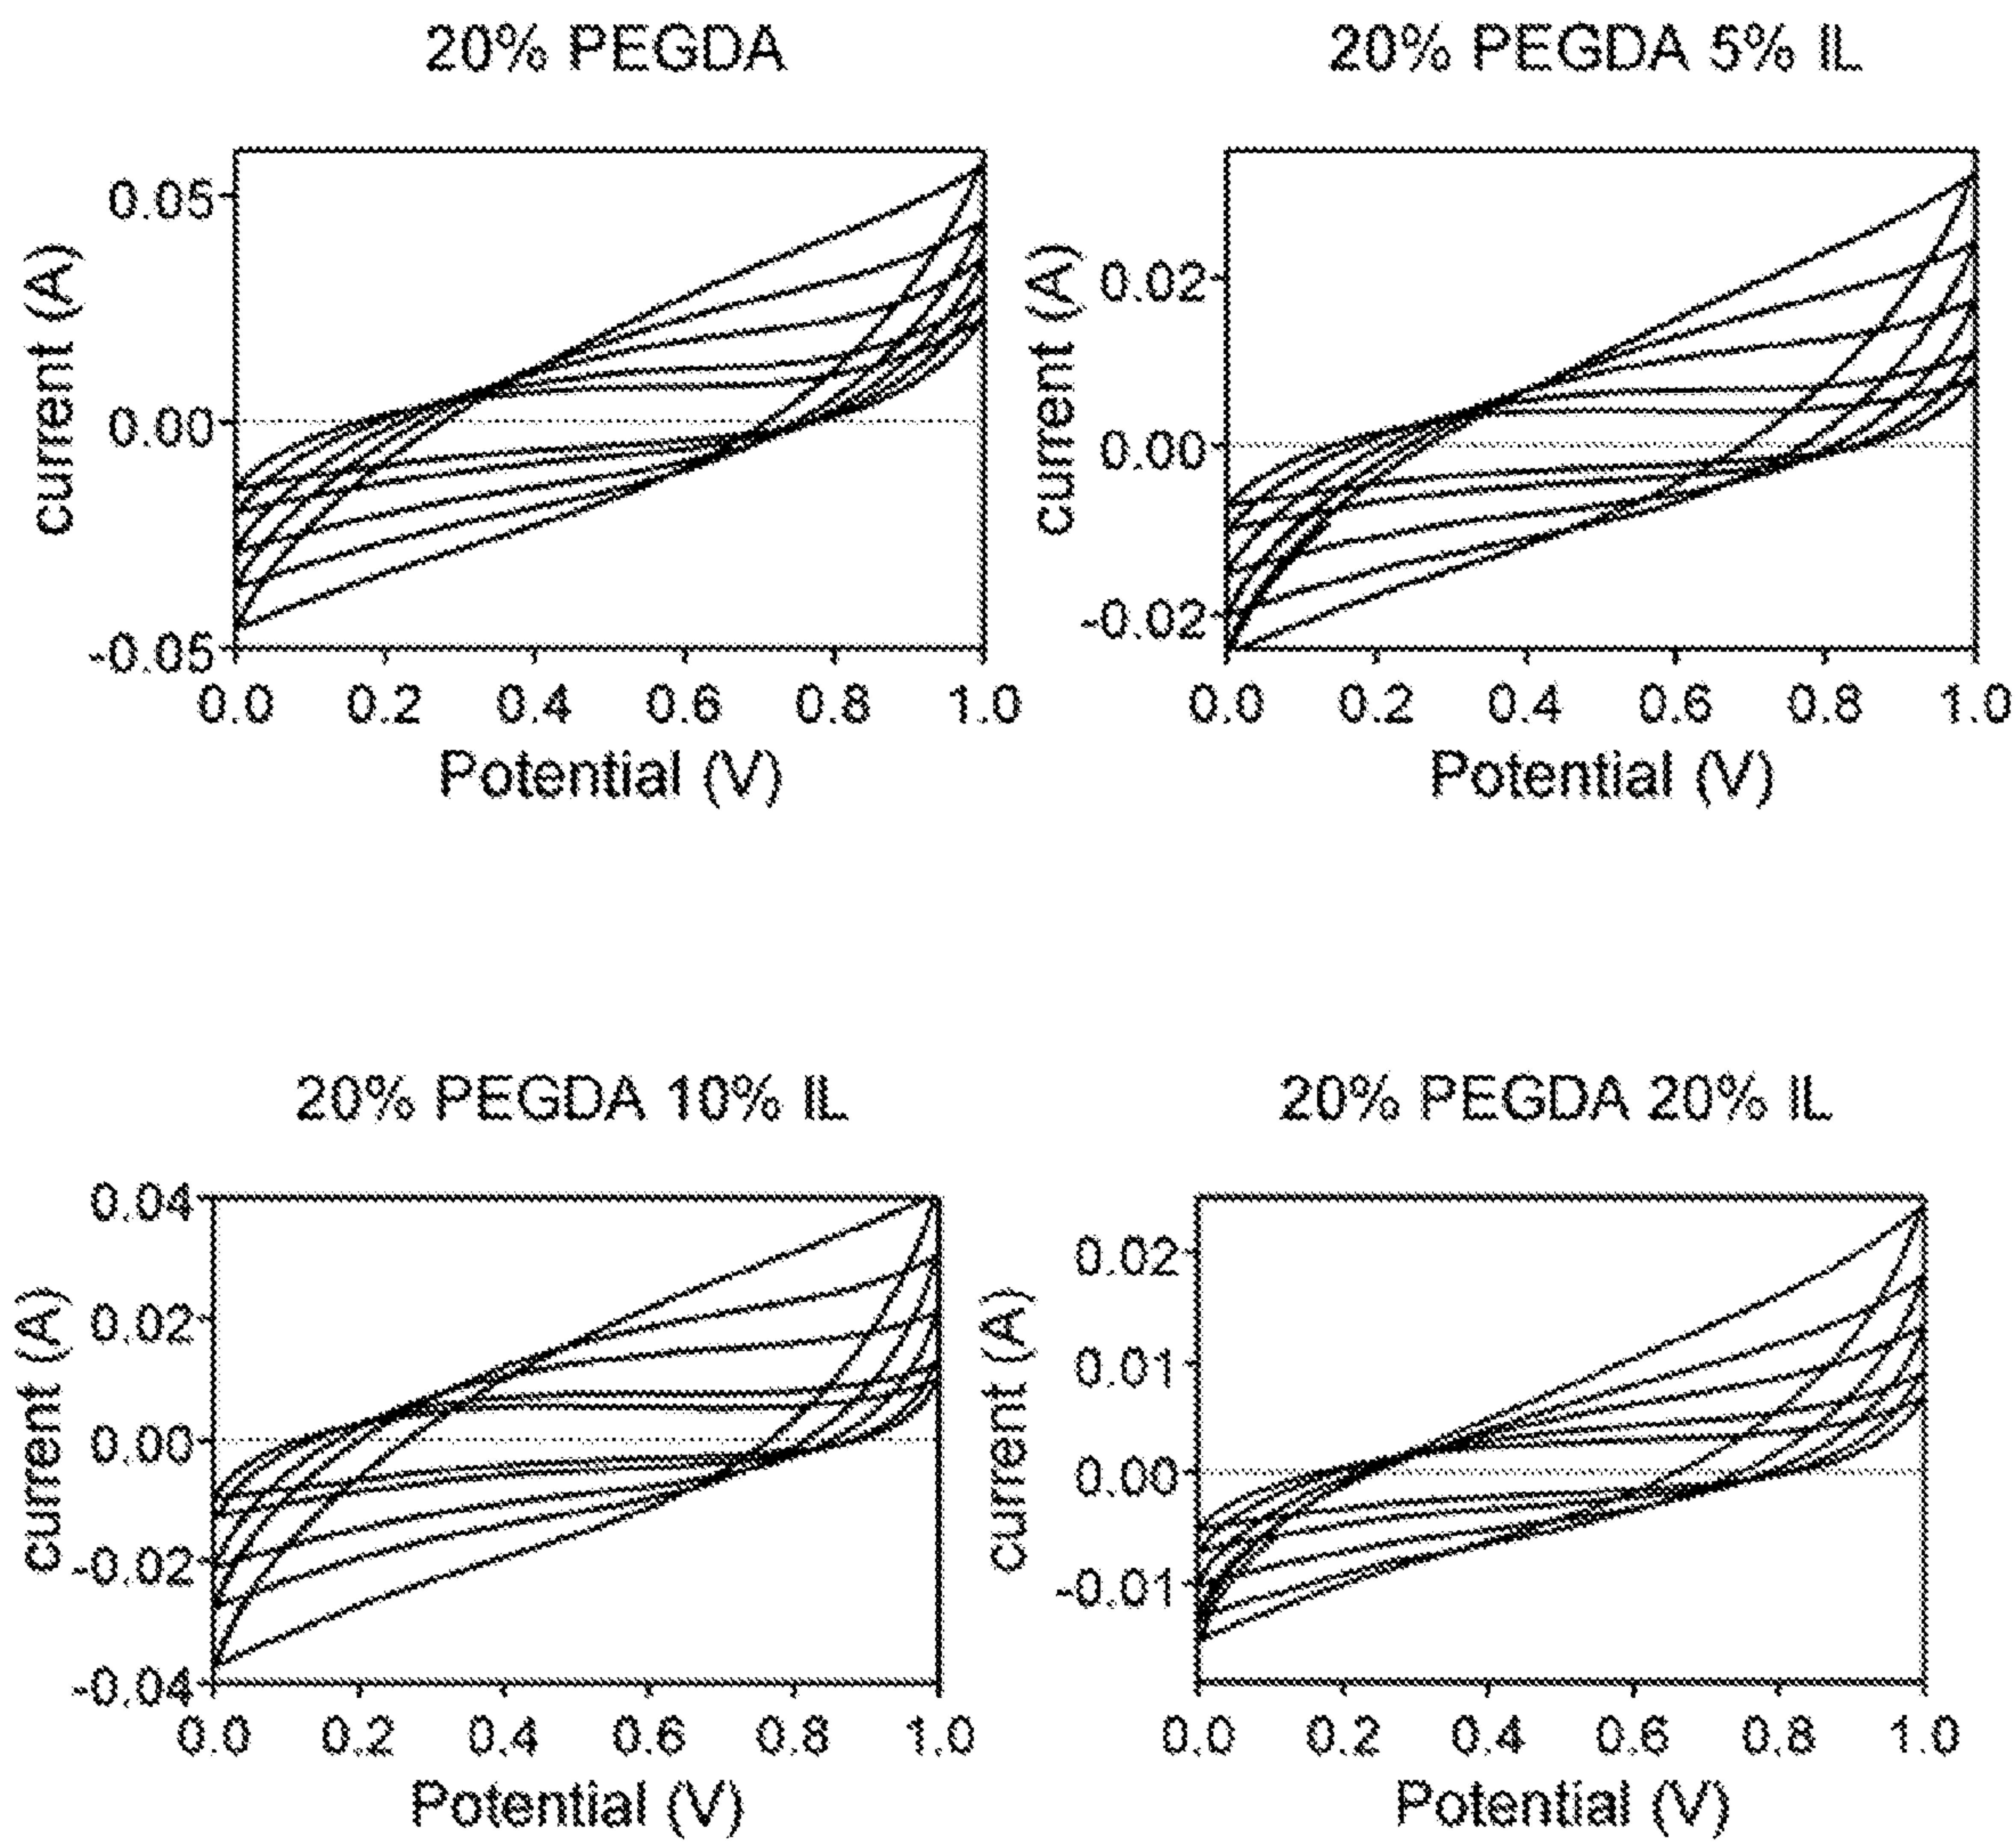 20% PEGDA
0.05
0.00
-0.05
current (A)
0.0 0.2 0.4 0.6 0.8 1.0
Potential (V)
20% PEGDA 5% IL
0.02
0.00
-0.02
current (A)
0.0 0.2 0.4 0.6 0.8 1.0
Potential (V)
20% PEGDA 10% IL
0.04
0.02
0.00
-0.02
-0.04
current (A)
0.0 0.2 0.4 0.6 0.8 1.0
Potential (V)
20% PEGDA 20% IL
0.02
0.01
0.00
-0.01
current (A)
0.0 0.2 0.4 0.6 0.8 1.0
Potential (V)